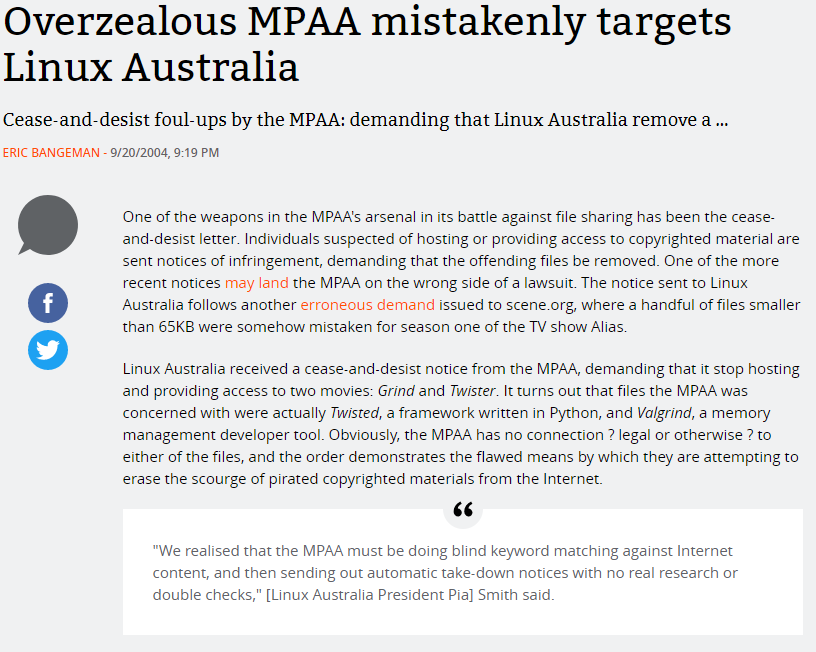 Overzealous MPAA mistakenly targets
Linux Australia
Cease-and-desist foul-ups by the MPAA: demanding that Linux Australia remove a ...
ERIC BANGEMAN - 9/20/2004, 9:19 PM
One of the weapons in the MPAA's arsenal in its battle against file sharing has been the cease-
and-desist letter. Individuals suspected of hosting or providing access to copyrighted material are
sent notices of infringement, demanding that the offending files be removed. One of the more
recent notices may land the MPAA on the wrong side of a lawsuit. The notice sent to Linux
Australia follows another erroneous demand issued to scene.org, where a handful of files smaller
than 65KB were somehow mistaken for season one of the TV show Alias.
Linux Australia received a cease-and-desist notice from the MPAA, demanding that it stop hosting
and providing access to two movies: Grind and Twister. It turns out that files the MPAA was
concerned with were actually Twisted, a framework written in Python, and Valgrind, a memory
management developer tool. Obviously, the MPAA has no connection ? legal or otherwise ? to
either of the files, and the order demonstrates the flawed means by which they are attempting to
erase the scourge of pirated copyrighted materials from the Internet.
"We realised that the MPAA must be doing blind keyword matching against Internet
content, and then sending out automatic take-down notices with no real research or
double checks," [Linux Australia President Pia] Smith said.